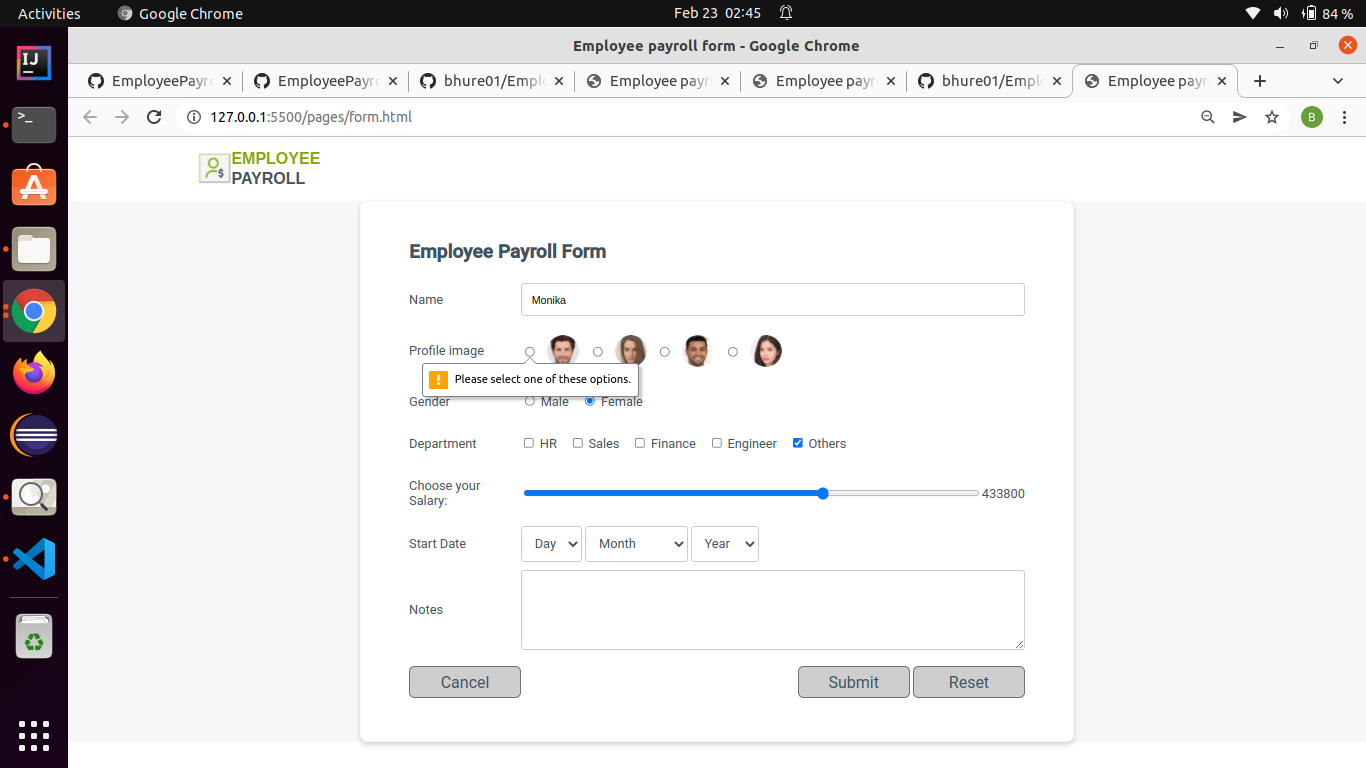 Activities Google Chrome Feb 23 02:45 84 %
Employee payroll form - Google Chrome
EmployeePayr EmployeePayr bhure01/Empl Employee payr Employee payr bhure01/Empl Employee payr
127.0.0.1:5500/pages/form.html B
EMPLOYEE
PAYROLL
Employee Payroll Form
Name Monika
Profile image
Please select one of these options.
Gender Male Female
Department HR Sales Finance Engineer Others
Choose your
Salary: 433800
Start Date Day Month Year
Notes
Cancel Submit Reset